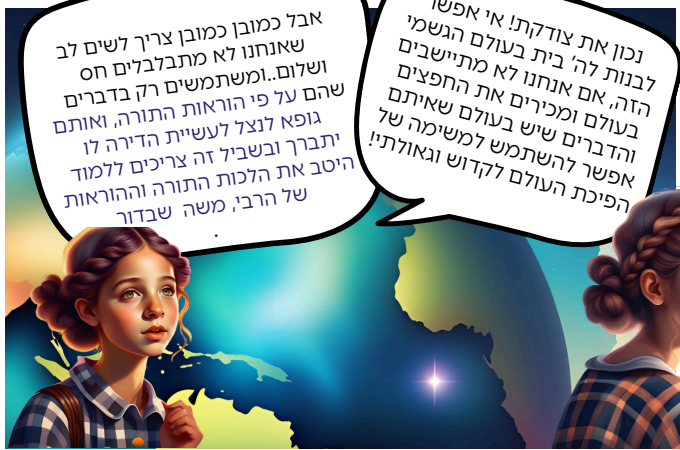 נכון את צודקת! אי אפשר
לבנות לה' בית בעולם הגשמי
הזה, אם אנחנו לא מתיישבים
בעולם ומכירים את החפצים
והדברים שיש בעולם שאיתם
אפשר להשתמש למשימה של
הפיכת העולם לקדוש וגאולתי!
אבל כמובן כמובן צריך לשים לב
שאנחנו לא מתבלבלים חס
ושלום..ומשתמשים רק בדברים
שהם על פי הוראות התורה, ואותם
גופא לנצל לעשיית הדירה לו
יתברך ובשביל זה צריכים ללמוד
היטב את הלכות התורה וההוראות
של הרבי, משה שבדור
.